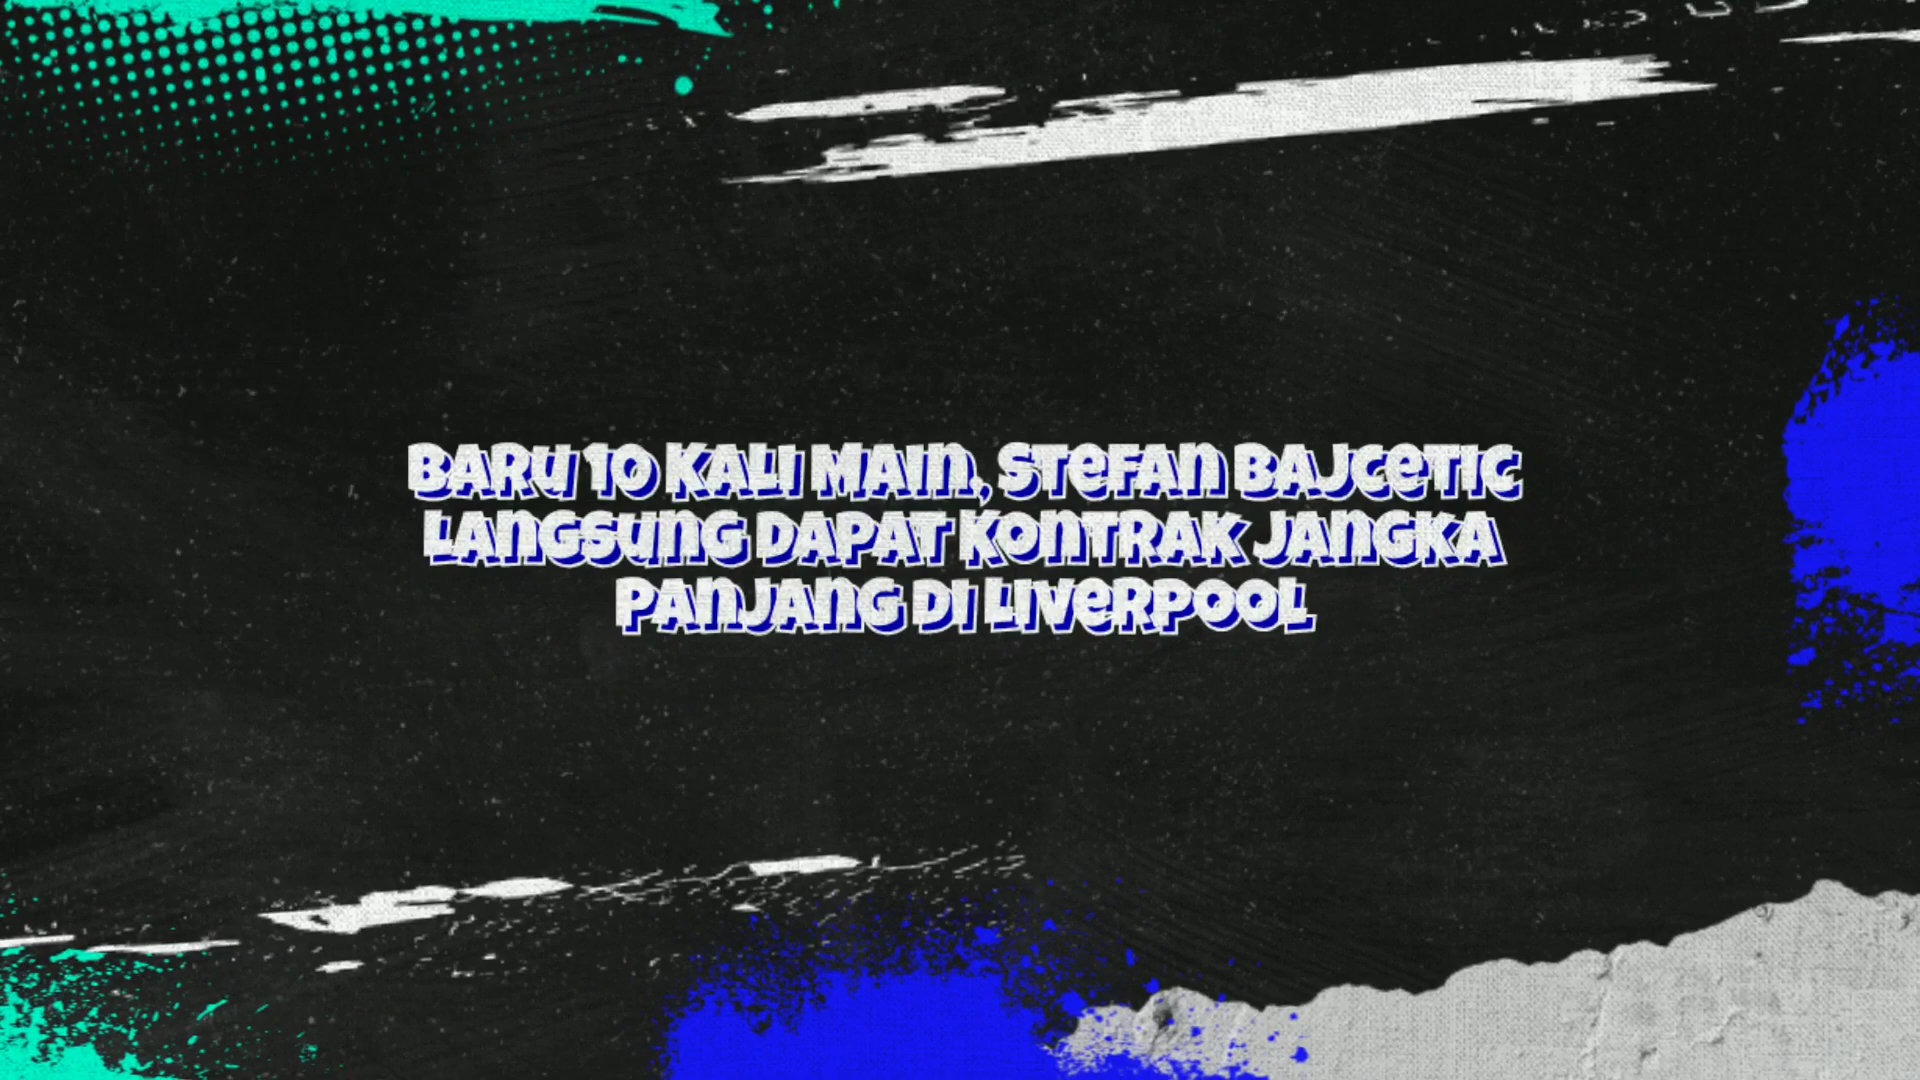 BARU 10 KALI MAIN, STEFAN BAJCETIC
LANGSUNG DAPAT KONTRAK JANGKA
PANJANG DI LIVERPOOL